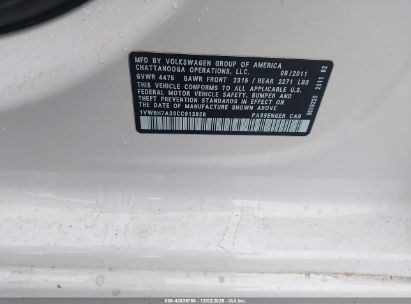 MFD BY VOLKSWAGEN GROUP OF AMERICA
CHATTANOOGA OPERATIONS, LLC. 09/2011
GVWR 4476 GAWR FRONT 2316 / REAR 2271 LBS
THIS VEHICLE CONFORMS TO ALL
APPLICABLE U.S. FEDERAL MOTOR
VEHICLE SAFETY, BUMPER AND THEFT
PREVENTION STANDARDS IN EFFECT ON
THE DATE OF MANUFACTURE SHOWN ABOVE
PASSENGER CAR